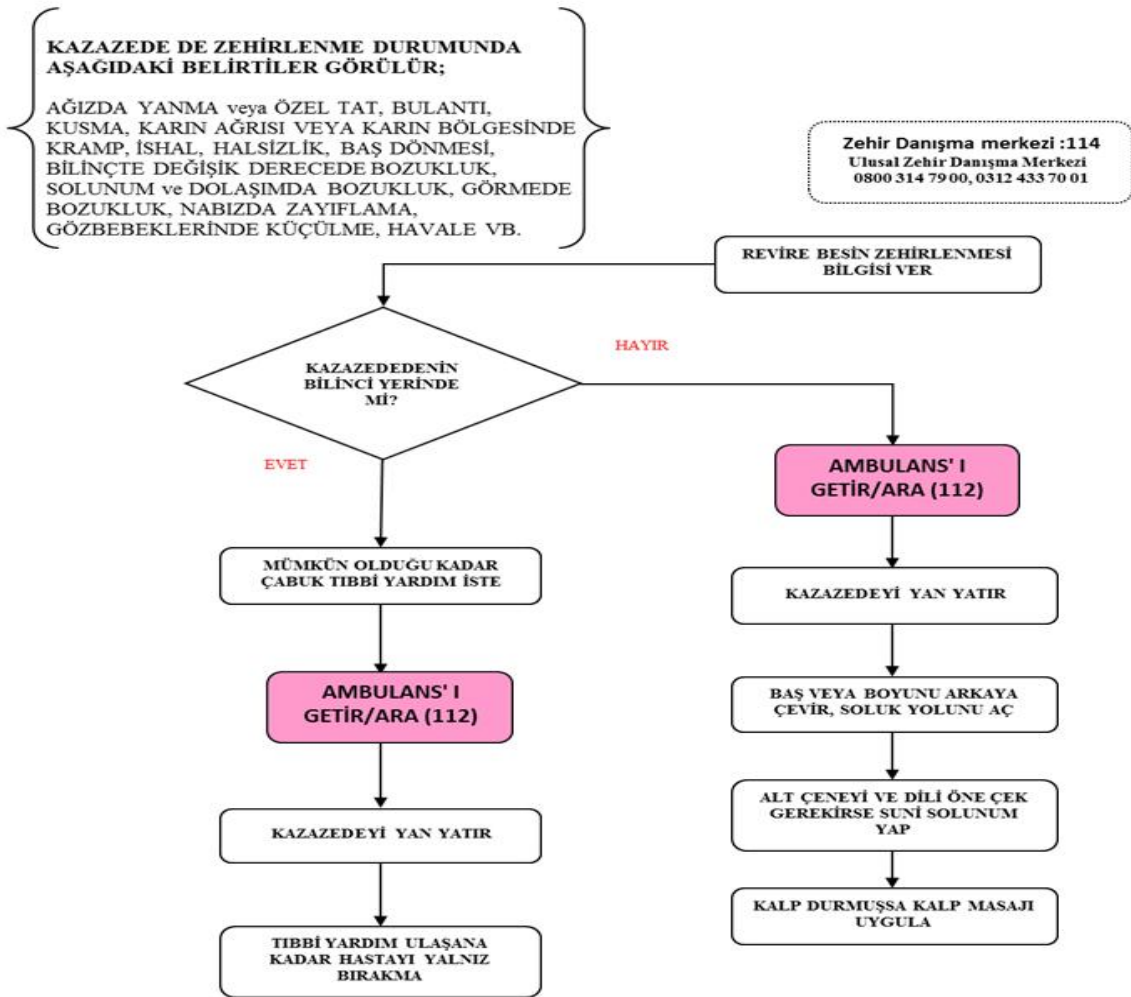 KAZAZEDE DE ZEHİRLENME DURUMUNDA
AŞAĞIDAKİ BELİRTİLER GÖRÜLÜR;
AĞIZDA YANMA veya ÖZEL TAT, BULANTI,
KUSMA, KARIN AĞRISI VEYA KARIN BÖLGESİNDE
KRAMP, İSHAL, HALSİZLİK, BAŞ DÖNMESİ,
BİLİNÇTE DEĞİŞİK DERECEDE BOZUKLUK,
SOLUNUM ve DOLAŞIMDA BOZUKLUK, GÖRMEDE
BOZUKLUK, NABIZDA ZAYIFLAMA,
GÖZBEBEKLERİNDE KÜÇÜLME, HAVALE VB.
Zehir Danışma merkezi :114
Ulusal Zehir Danışma Merkezi
0800 314 79 00, 0312 433 70 01
REVİRE BESİN ZEHİRLENMESİ
BİLGİSİ VER
KAZAZEDEDENİN
BİLİNCİ YERİNDE
Mİ?
HAYIR
EVET
AMBULANS' I
GETİR/ARA (112)
KAZAZEDEYİ YAN YATIR
BAŞ VEYA BOYUNU ARKAYA
ÇEVİR, SOLUK YOLUNU AÇ
ALT ÇENEYİ VE DİLİ ÖNE ÇEK
GEREKİRSE SUNİ SOLUNUM
YAP
KALP DURMUŞSA KALP MASAJI
UYGULA
MÜMKÜN OLDUĞU KADAR
ÇABUK TIBBİ YARDIM İSTE
AMBULANS' I
GETİR/ARA (112)
KAZAZEDEYİ YAN YATIR
TIBBİ YARDIM ULAŞANA
KADAR HASTAYI YALNIZ
BIRAKMA